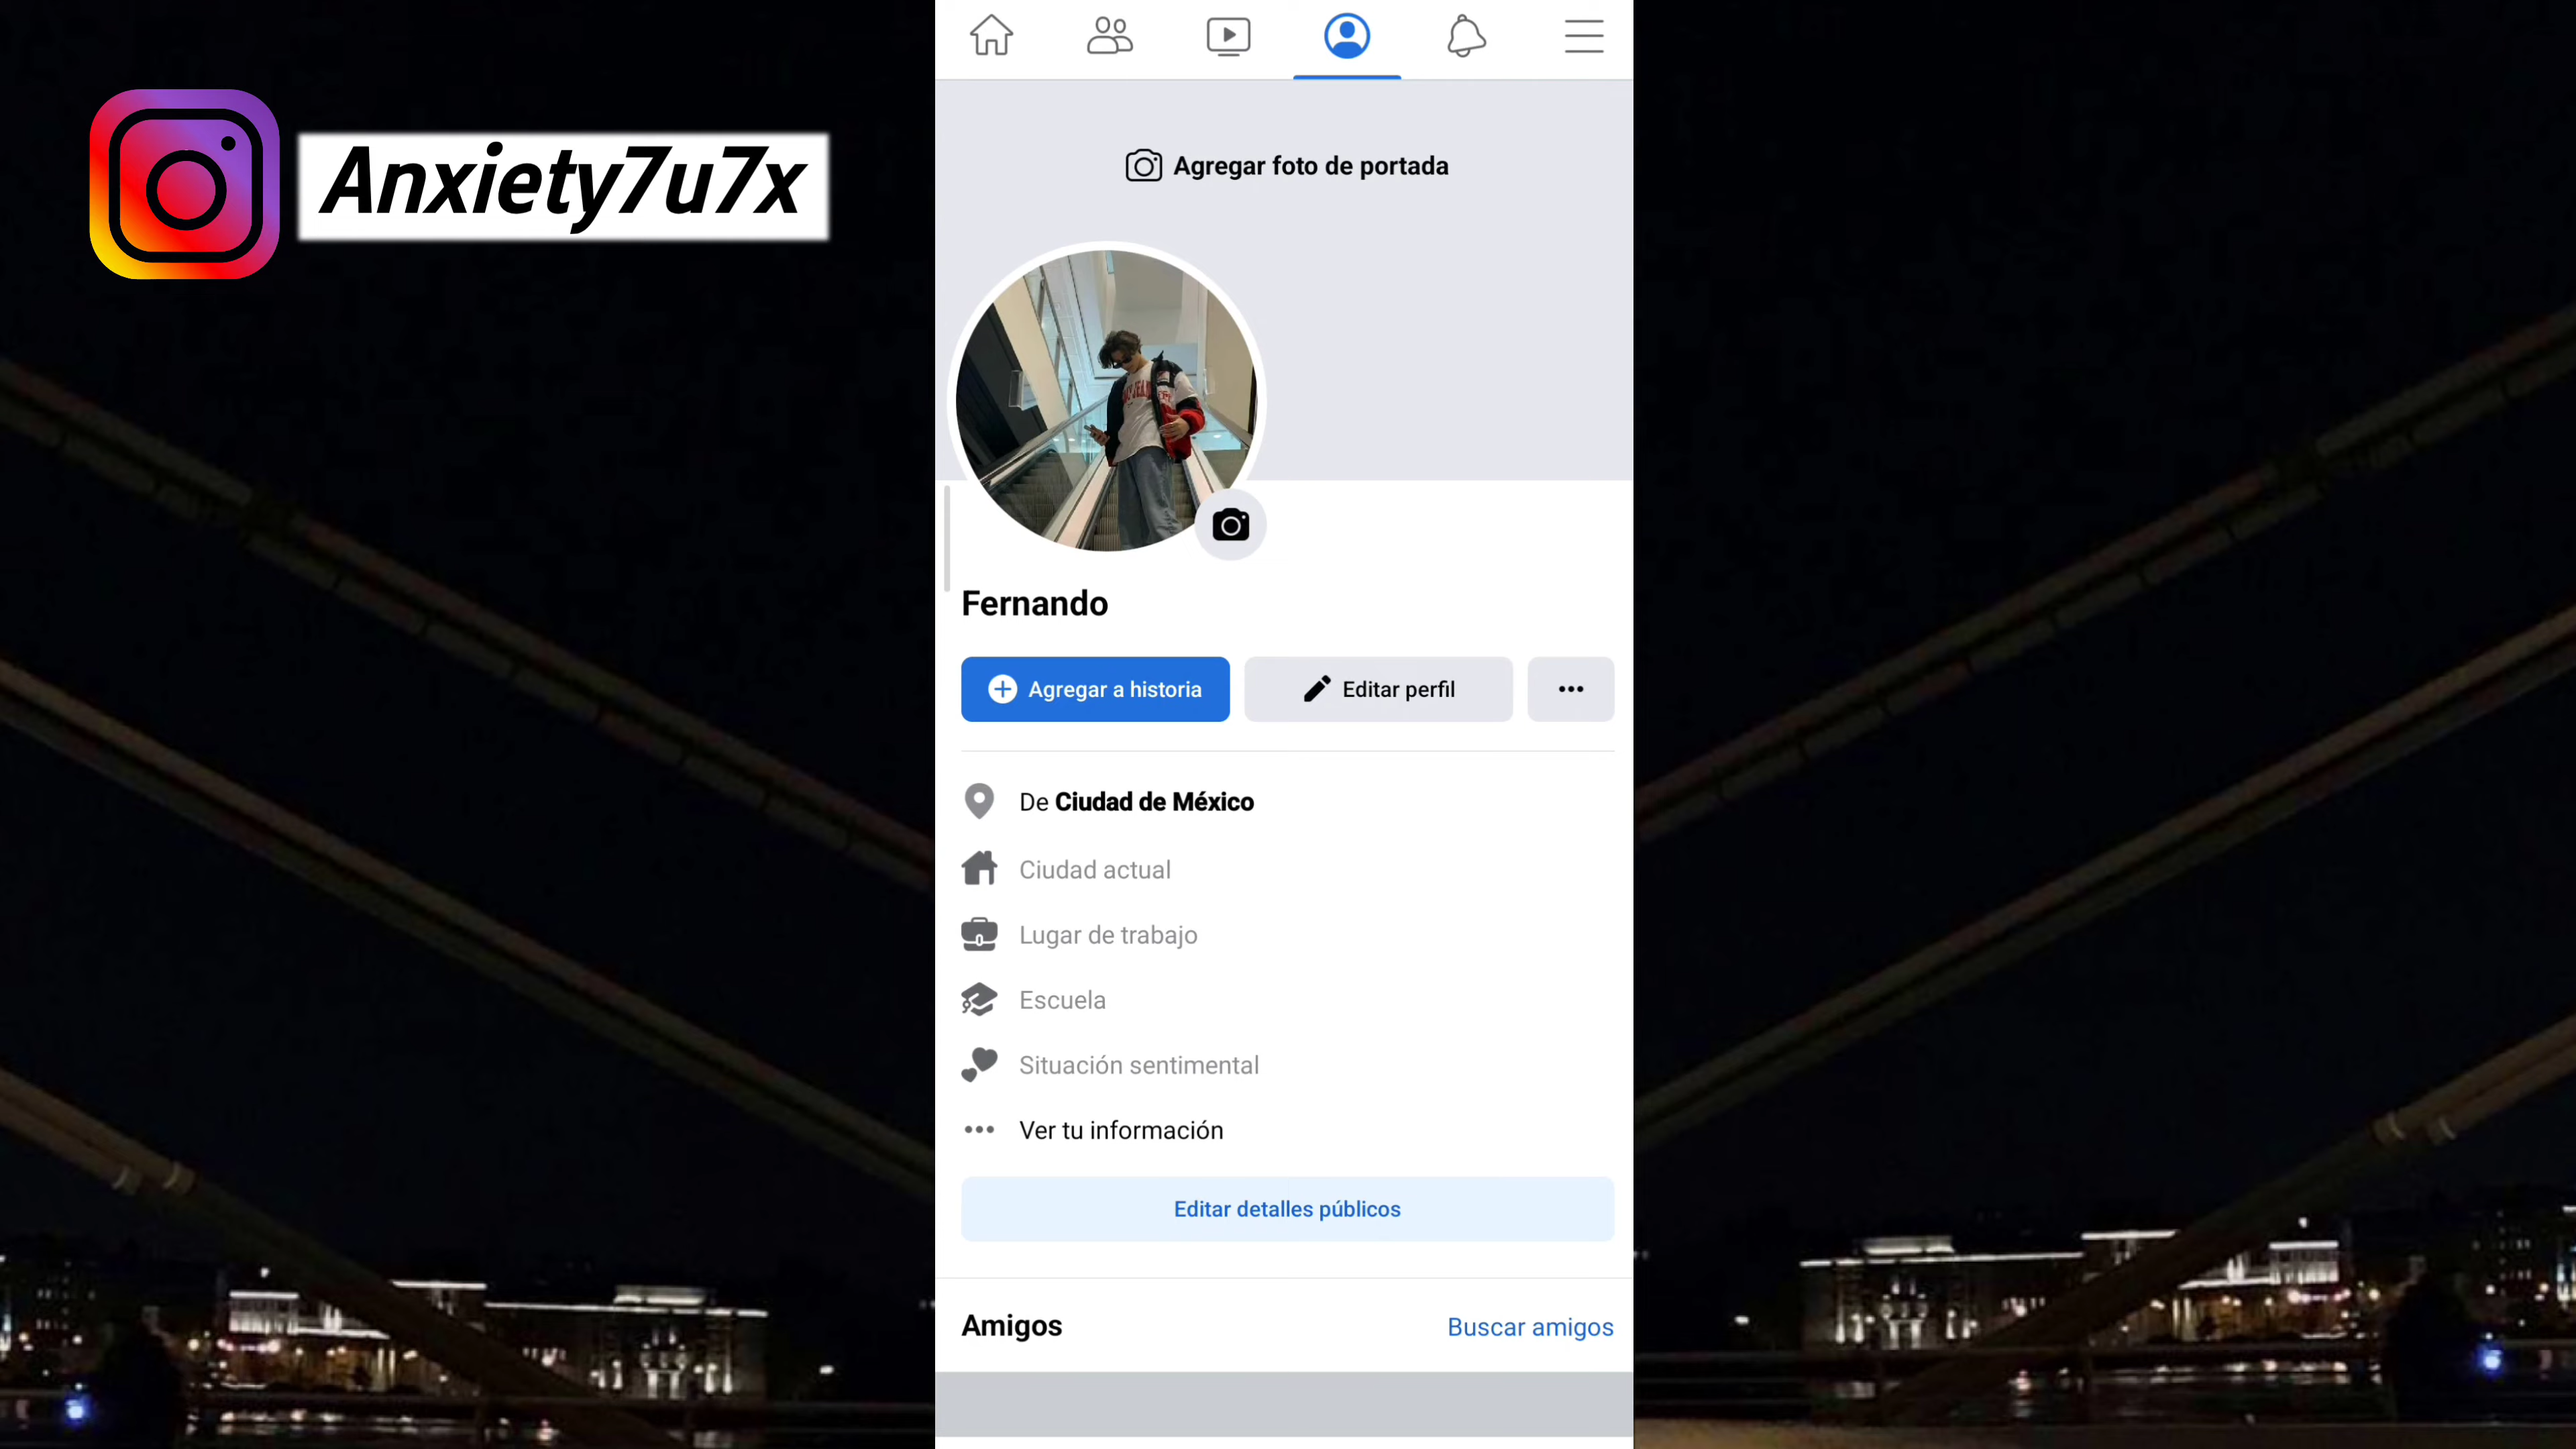 Anxiety7u7x
Agregar foto de portada
Fernando
Agregar a historia
Editar perfil
De Ciudad de México
Ciudad actual
Lugar de trabajo
Escuela
Situación sentimental
Ver tu información
Editar detalles públicos
Amigos
Buscar amigos